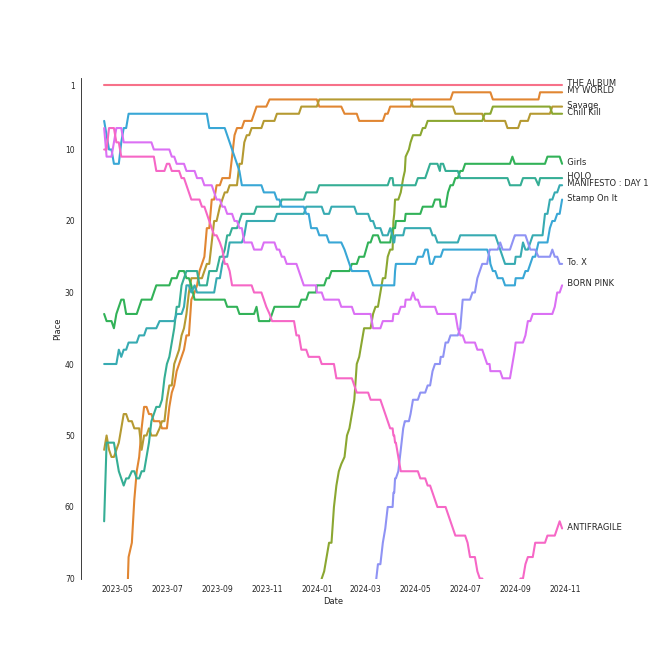 THE ALBUM
MY WORLD
Savage
Chill Kill
Girls
HOLO
MANIFESTO : DAY 1
Stamp On It
To. X
BORN PINK
ANTIFRAGILE
1
10
20
30
40
50
60
70
Place
2023-05 2023-07 2023-09 2023-11 2024-01 2024-03 2024-05 2024-07 2024-09 2024-11
Date